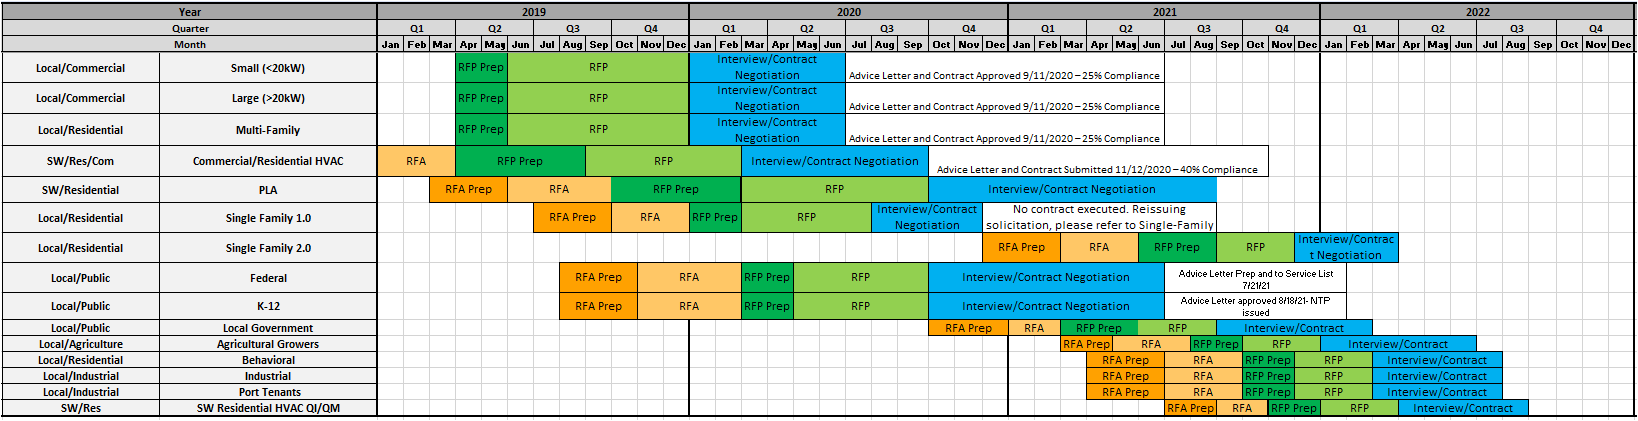 Year 2019 2020 2021 2022
Quarter Q1 Q2 Q3 Q4 Q1 Q2 Q3 Q4 Q1 Q2 Q3 Q4 Q1 Q2 Q3 Q4
Month Jan Feb Mar Apr May Jun Jul Aug Sep Oct Nov Dec Jan Feb Mar Apr May Jun Jul Aug Sep Oct Nov Dec Jan Feb Mar Apr May Jun Jul Aug Sep Oct Nov Dec Jan Feb Mar Apr May Jun Jul Aug Sep Oct Nov Dec
Local/Commercial Small (<20kW) RFP Prep RFP Interview/Contract
Negotiation Advice Letter and Contract Approved 9/11/2020 – 25% Compliance
Local/Commercial Large (>20kW) RFP Prep RFP Interview/Contract
Negotiation Advice Letter and Contract Approved 9/11/2020 – 25% Compliance
Local/Residential Multi-Family RFP Prep RFP Interview/Contract
Negotiation Advice Letter and Contract Approved 9/11/2020 – 25% Compliance
SW/Res/Com Commercial/Residential HVAC RFA RFP Prep RFP Interview/Contract Negotiation Advice Letter and Contract Submitted 11/12/2020 – 40% Compliance
SW/Residential PLA RFA Prep RFA RFP Prep RFP Interview/Contract Negotiation
Local/Residential Single Family 1.0 RFA Prep RFA RFP Prep RFP Interview/Contract
Negotiation No contract executed. Reissuing
solicitation, please refer to Single-Family
Local/Residential Single Family 2.0 RFA Prep RFA RFP Prep RFP Interview/Contrac
t Negotiation
Local/Public Federal RFA Prep RFA RFP Prep RFP Interview/Contract Negotiation Advice Letter Prep and to Service List
7/21/21
Local/Public K-12 RFA Prep RFA RFP Prep RFP Interview/Contract Negotiation Advice Letter approved 8/18/21- NTP
issued
Local/Public Local Government RFA Prep RFA RFP Prep RFP Interview/Contract
Local/Agriculture Agricultural Growers RFA Prep RFA RFP Prep RFP Interview/Contract
Local/Residential Behavioral RFA Prep RFA RFP Prep RFP Interview/Contract
Local/Industrial Industrial RFA Prep RFA RFP Prep RFP Interview/Contract
Local/Industrial Port Tenants RFA Prep RFA RFP Prep RFP Interview/Contract
SW/Res SW Residential HVAC QI/QM RFA Prep RFA RFP Prep RFP Interview/Contract